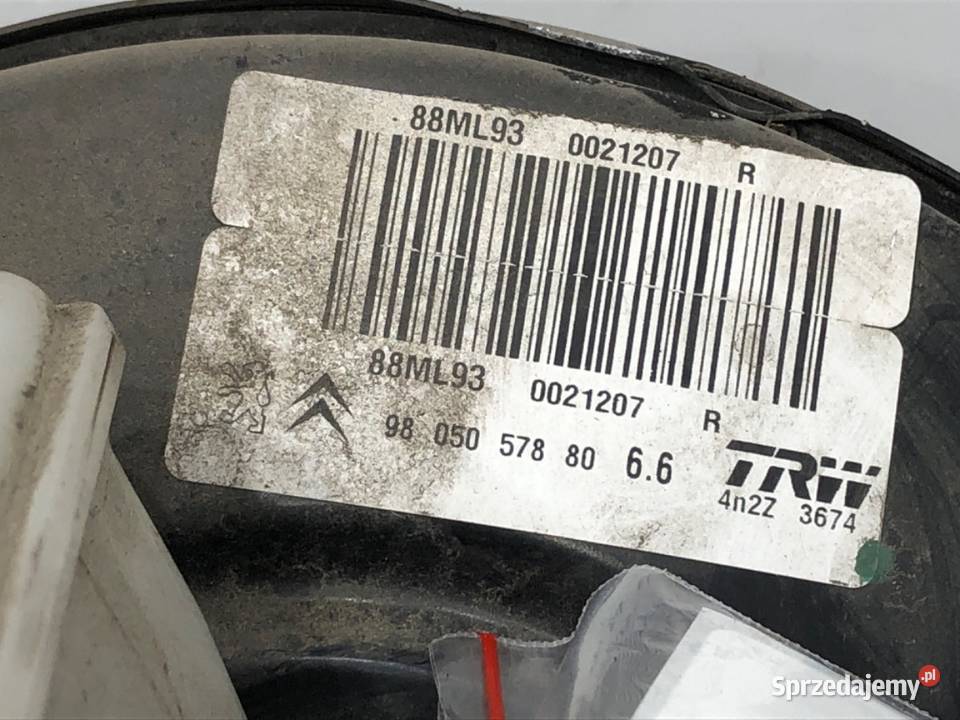 88ML93 0021207 R
88ML93 0021207 R
98 050 578 80 6.6
TRW
4n2Z 3674
Sprzedajemy.pl